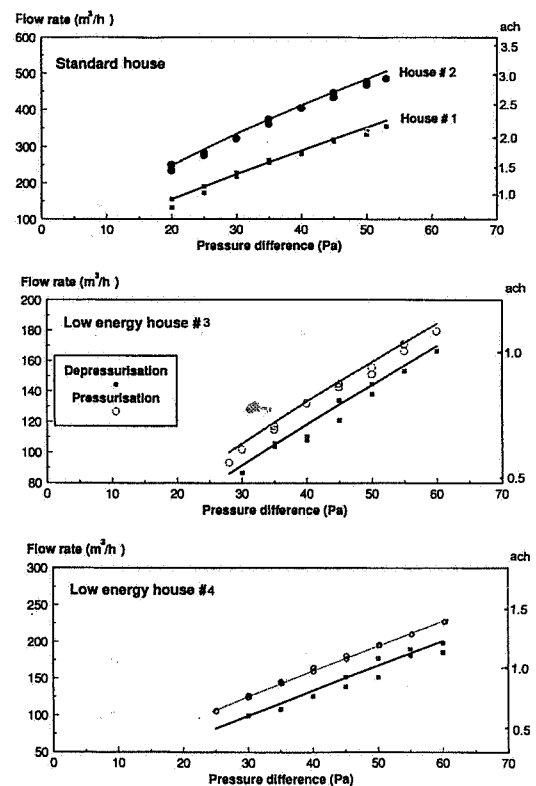 Flow rate (m³/h)
ach
600
500
400
300
200
100
3.5
3.0
2.5
2.0
1.5
1.0
Standard house
House # 2
House # 1
0 10 20 30 40 50 60 70
Pressure difference (Pa)
Flow rate (m³/h )
ach
200
180
160
140
120
100
80
1.0
0.5
Low energy house #3
Depressurisation
Pressurisation
0 10 20 30 40 50 60 70
Pressure difference (Pa)
Flow rate (m³/h )
ach
300
250
200
150
100
50
1.5
1.0
0.5
Low energy house #4
0 10 20 30 40 50 60 70
Pressure difference (Pa)